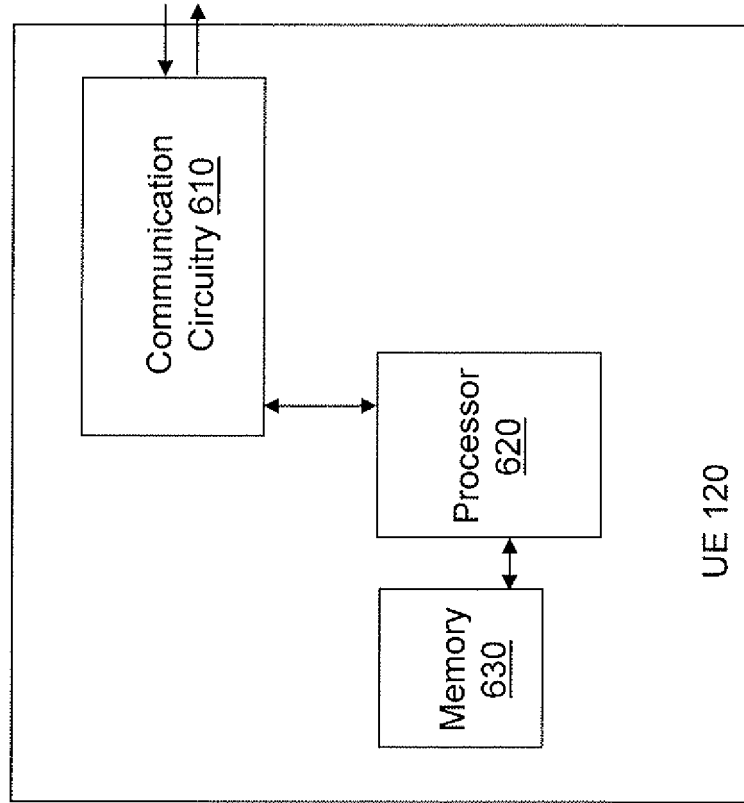 Communication
Circuitry 610
Processor
620
Memory
630
UE 120